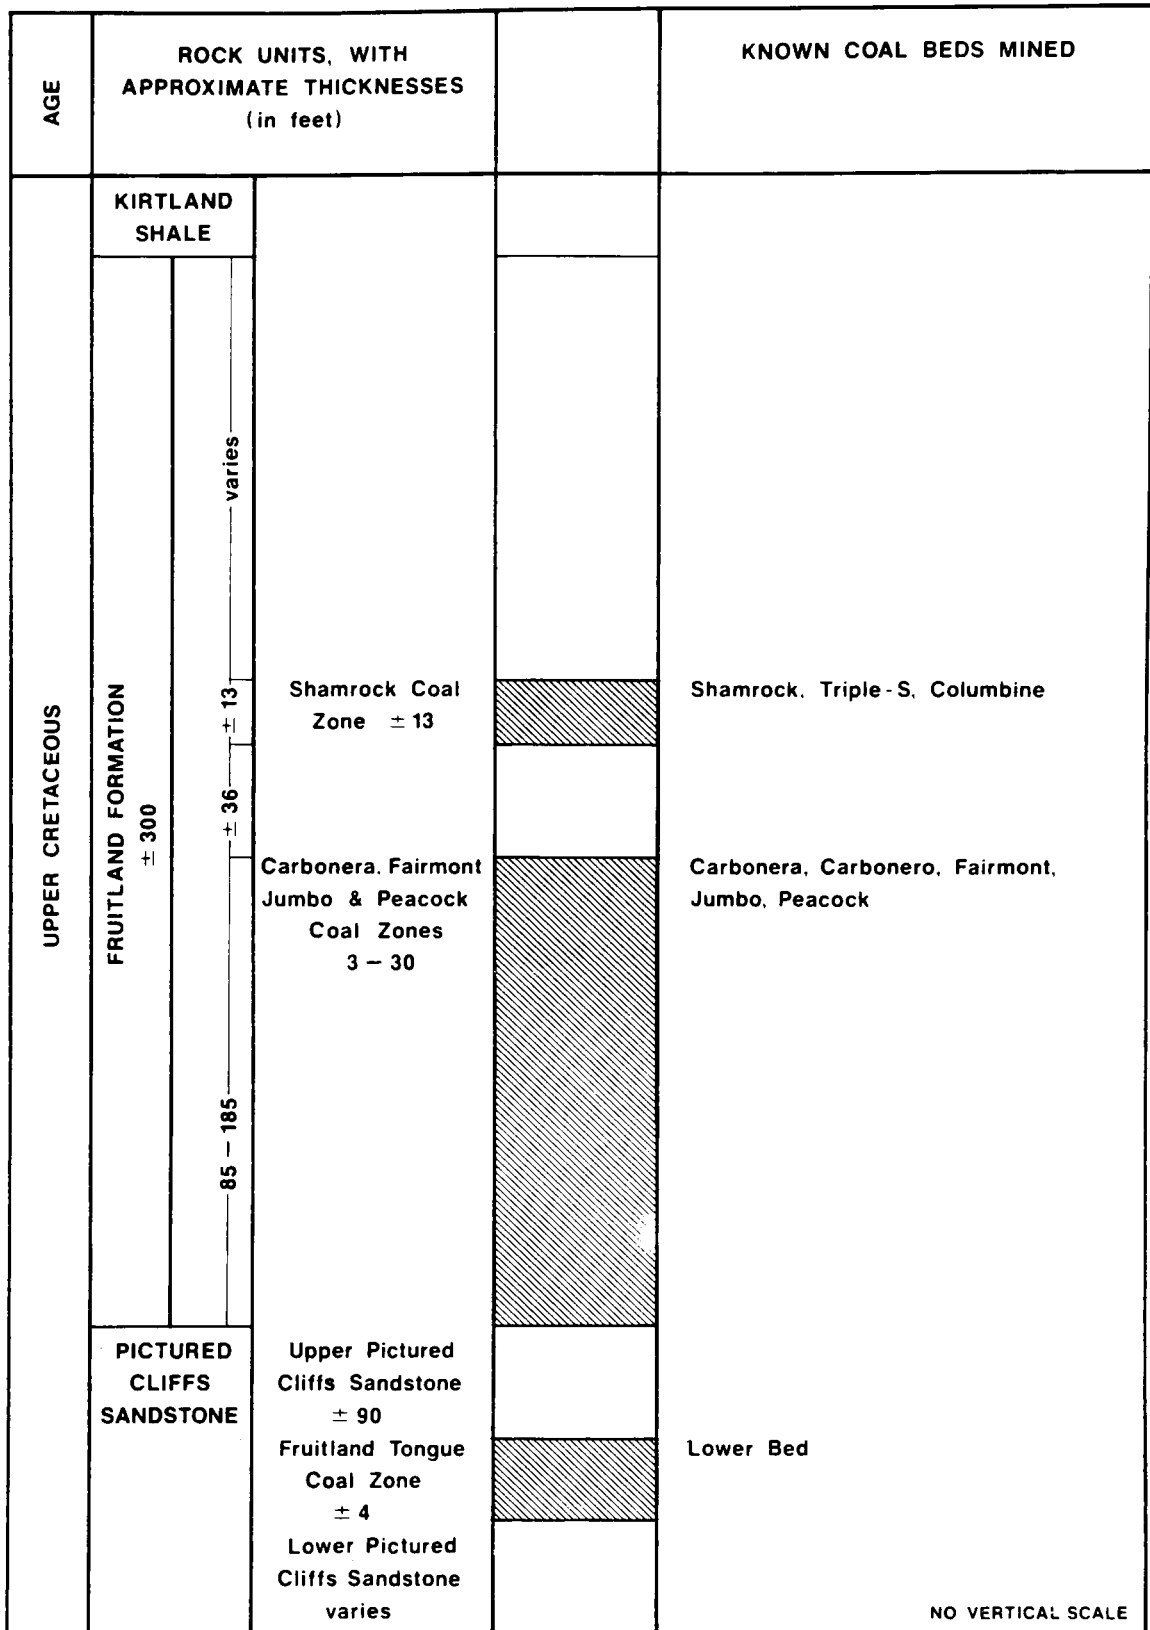 AGE
ROCK UNITS, WITH
APPROXIMATE THICKNESSES
(in feet)
KNOWN COAL BEDS MINED
UPPER CRETACEOUS
KIRTLAND
SHALE
FRUITLAND FORMATION
± 300
varies
± 13
± 36
85 – 185
Shamrock Coal
Zone ± 13
Shamrock, Triple-S, Columbine
Carbonera, Fairmont
Jumbo & Peacock
Coal Zones
3 – 30
Carbonera, Carbonero, Fairmont,
Jumbo, Peacock
PICTURED
CLIFFS
SANDSTONE
Upper Pictured
Cliffs Sandstone
± 90
Fruitland Tongue
Coal Zone
± 4
Lower Bed
Lower Pictured
Cliffs Sandstone
varies
NO VERTICAL SCALE